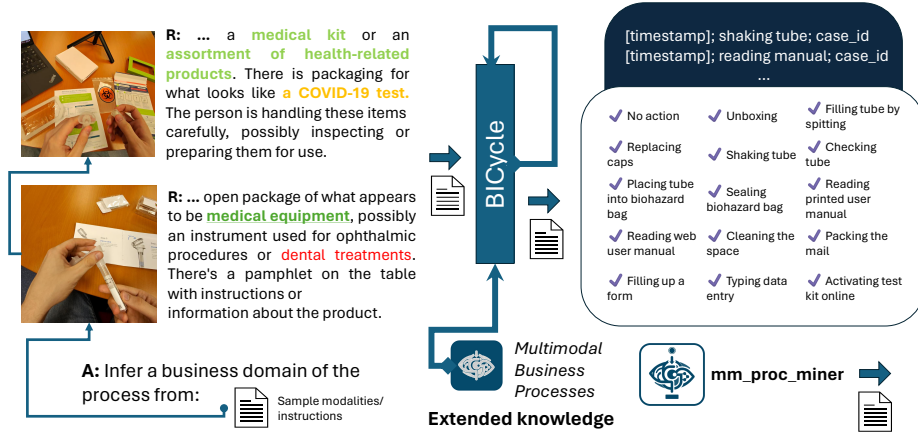 R: ... a medical kit or an
assortment of health-related
products. There is packaging for
what looks like a COVID-19 test.
The person is handling these items
carefully, possibly inspecting or
preparing them for use.
R: ... open package of what appears
to be medical equipment, possibly
an instrument used for ophthalmic
procedures or dental treatments.
There's a pamphlet on the table
with instructions or
information about the product.
A: Infer a business domain of the
process from:
Sample modalities/
instructions
BICycle
Multimodal
Business
Processes
Extended knowledge
[timestamp]; shaking tube; case_id
[timestamp]; reading manual; case_id
...
No action
Unboxing
Filling tube by
spitting
Replacing
caps
Shaking tube
Checking
tube
Placing tube
into biohazard
bag
Sealing
biohazard bag
Reading
printed user
manual
Reading web
user manual
Cleaning the
space
Packing the
mail
Filling up a
form
Typing data
entry
Activating test
kit online
mm_proc_miner